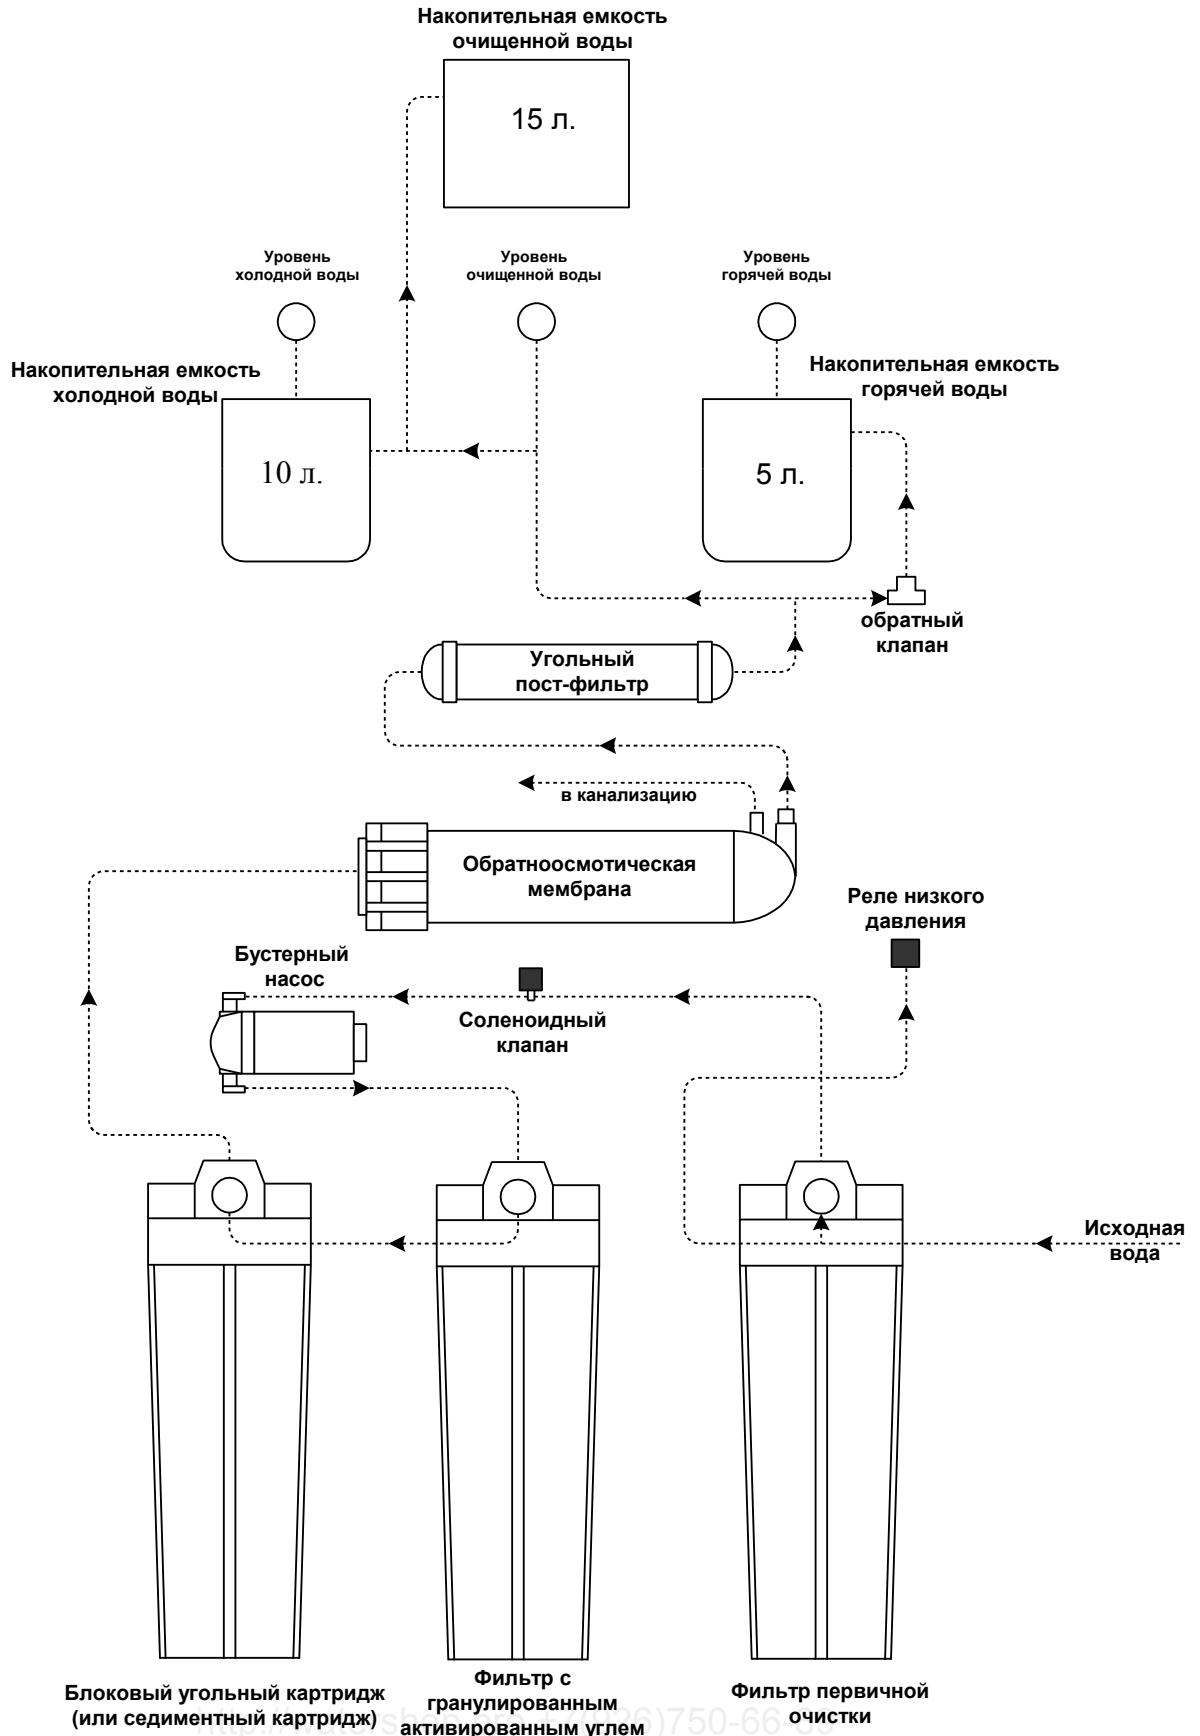 Накопительная емкость
очищенной воды
15 л.
Уровень
холодной воды
Уровень
очищенной воды
Уровень
горячей воды
Накопительная емкость
холодной воды
Накопительная емкость
горячей воды
10 л.
5 л.
обратный
клапан
Угольный
пост-фильтр
в канализацию
Обратноосмотическая
мембрана
Реле низкого
давления
Бустерный
насос
Соленоидный
клапан
Исходная
вода
Блоковый угольный картридж
(или седиментный картридж)
Фильтр с
гранулированным
активированным углем
Фильтр первичной
очистки